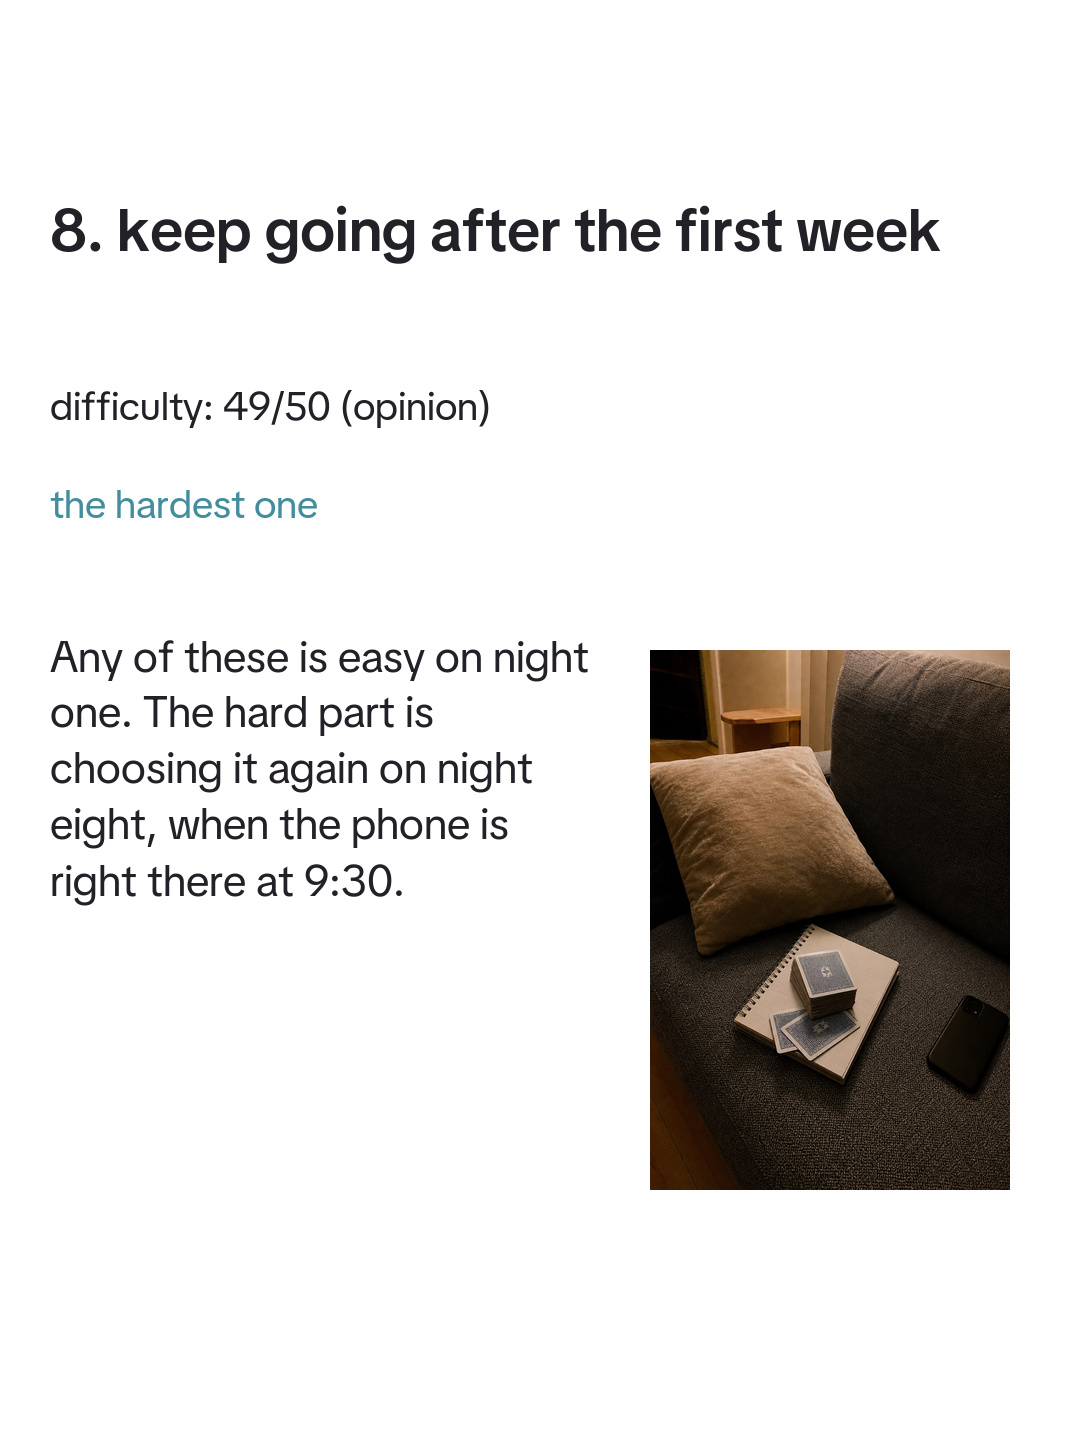 8. keep going after the first week
difficulty: 49/50 (opinion)
the hardest one
Any of these is easy on night
one. The hard part is
choosing it again on night
eight, when the phone is
right there at 9:30.